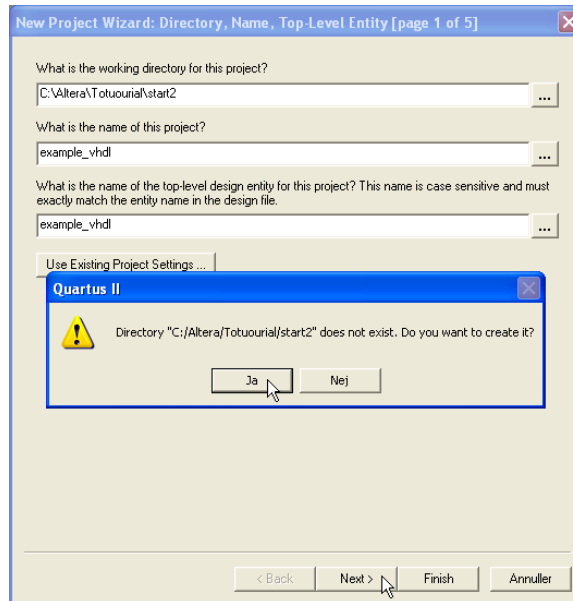 New Project Wizard: Directory, Name, Top-Level Entity [page 1 of 5]
What is the working directory for this project?
C:\Altera\Totuourial\start2
...
What is the name of this project?
example_vhdl
...
What is the name of the top-level design entity for this project? This name is case sensitive and must
exactly match the entity name in the design file.
example_vhdl
...
Use Existing Project Settings ...
Quartus II
Directory "C:/Altera/Totuourial/start2" does not exist. Do you want to create it?
Ja
Nej
< Back
Next >
Finish
Annuller